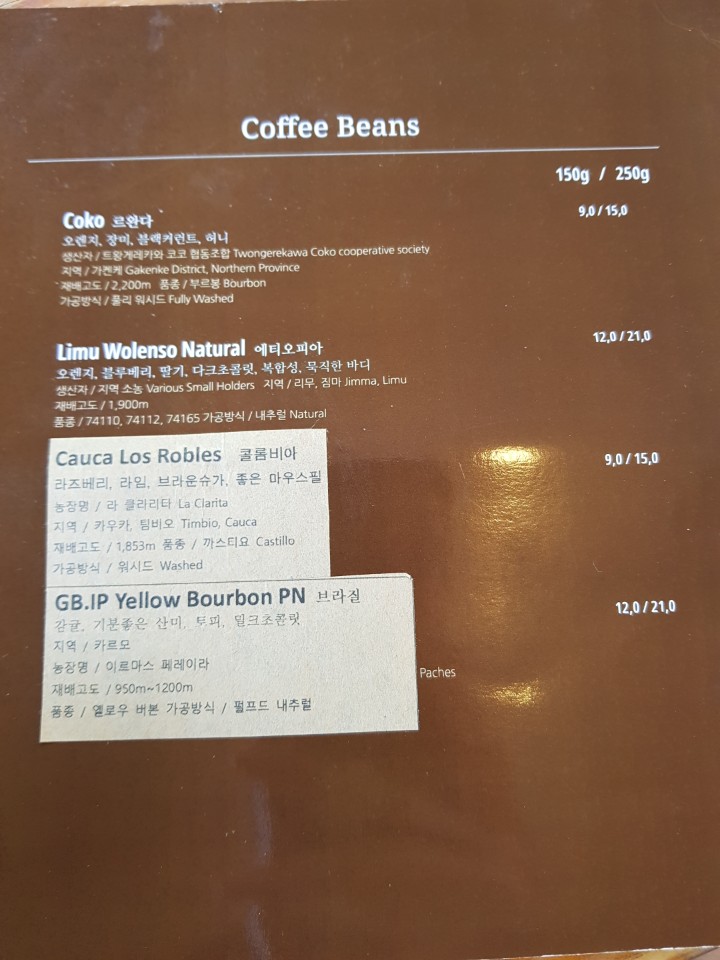 Coffee Beans
150g / 250g
Coko 르완다
9,0 / 15,0
오렌지, 장미, 블랙커런트, 허니
생산자 / 트왕게레카와 코코 협동조합 Twongerekawa Coko cooperative society
지역 / 가켄케 Gakenke District, Northern Province
재배고도 / 2,200m 품종 / 부르봉 Bourbon
가공방식 / 풀리 워시드 Fully Washed
Limu Wolenso Natural 에티오피아
12,0 / 21,0
오렌지, 블루베리, 딸기, 다크초콜릿, 복합성, 묵직한 바디
생산자 / 지역 소농 Various Small Holders 지역 / 리무, 짐마 Jimma, Limu
재배고도 / 1,900m
품종 / 74110, 74112, 74165 가공방식 / 내추럴 Natural
Cauca Los Robles 콜롬비아
9,0 / 15,0
라즈베리, 라임, 브라운슈가, 좋은 마우스필
농장명 / 라 클라리타 La Clarita
지역 / 카우카, 팀비오 Timbio, Cauca
재배고도 / 1,853m 품종 / 까스티요 Castillo
가공방식 / 워시드 Washed
GB.IP Yellow Bourbon PN 브라질
12,0 / 21,0
감귤, 기분좋은 산미, 토피, 밀크초콜릿
지역 / 카르모
농장명 / 이르마스 페레이라
Paches
재배고도 / 950m~1200m
품종 / 옐로우 버본 가공방식 / 펄프드 내추럴